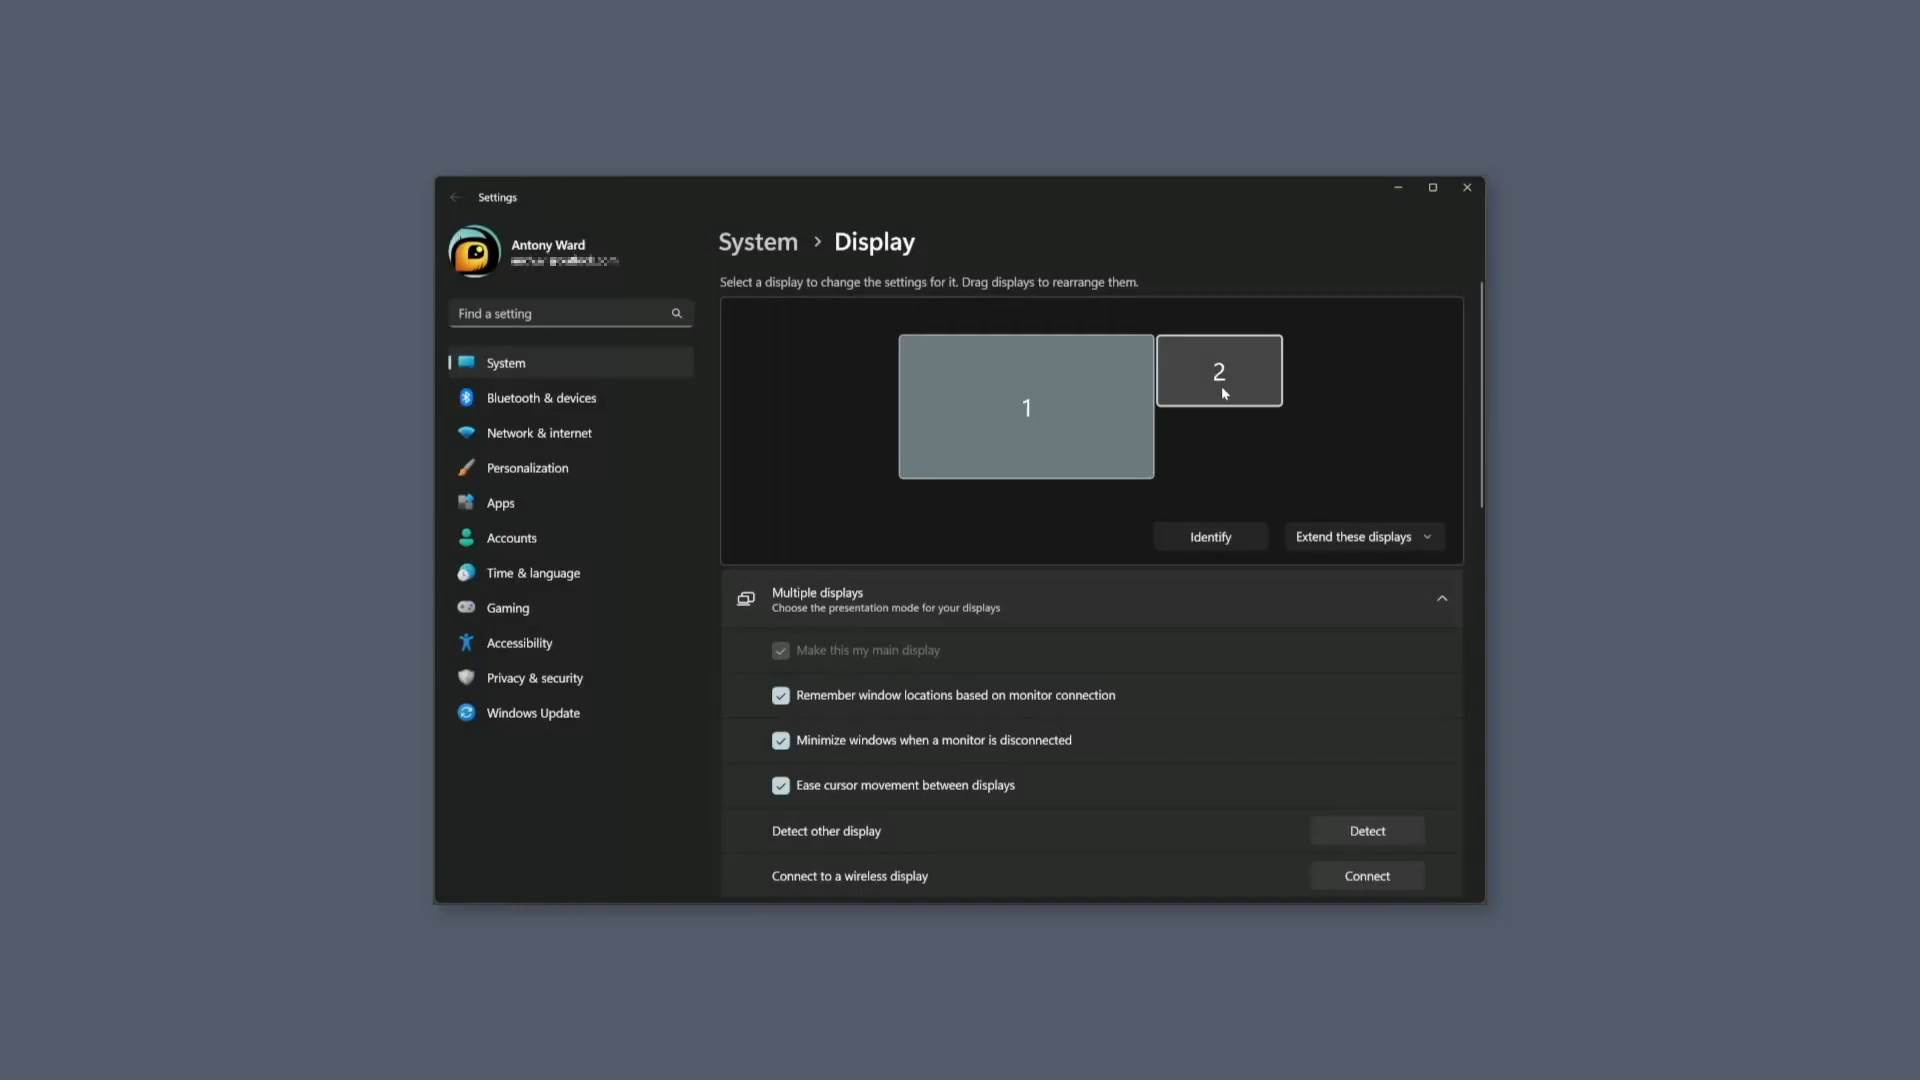 Settings
Antony Ward
Find a setting
System
Bluetooth & devices
Network & internet
Personalization
Apps
Accounts
Time & language
Gaming
Accessibility
Privacy & security
Windows Update
System › Display
Select a display to change the settings for it. Drag displays to rearrange them.
1
2
Identify
Extend these displays
Multiple displays
Choose the presentation mode for your displays
Make this my main display
Remember window locations based on monitor connection
Minimize windows when a monitor is disconnected
Ease cursor movement between displays
Detect other display
Detect
Connect to a wireless display
Connect